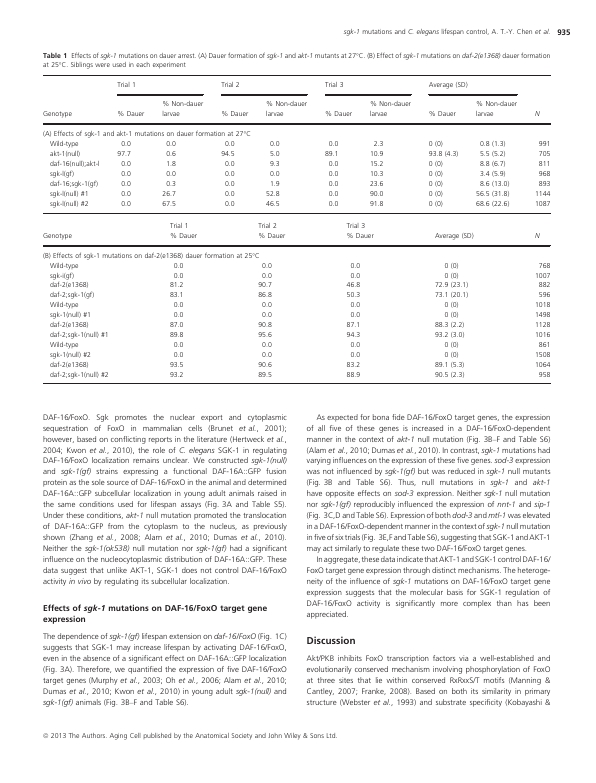 sgk-1 mutations and C. elegans lifespan control, A. T.-Y. Chen et al. 935
Table 1 Effects of sgk-1 mutations on dauer arrest. (A) Dauer formation of sgk-1 and akt-1 mutants at 27°C. (B) Effect of sgk-1 mutations on daf-2(e1368) dauer formation
at 25°C. Siblings were used in each experiment
Trial 1 Trial 2 Trial 3 Average (SD)
Genotype % Dauer % Non-dauer larvae % Dauer % Non-dauer larvae % Dauer % Non-dauer larvae % Dauer % Non-dauer larvae N
(A) Effects of sgk-1 and akt-1 mutations on dauer formation at 27°C
Wild-type 0.0 0.0 0.0 0.0 0.0 2.3 0 (0) 0.8 (1.3) 991
akt-1(null) 97.7 0.6 94.5 5.0 89.1 10.9 93.8 (4.3) 5.5 (5.2) 705
daf-16(null);akt-I 0.0 1.8 0.0 9.3 0.0 15.2 0 (0) 8.8 (6.7) 811
sgk-I(gf) 0.0 0.0 0.0 0.0 0.0 10.3 0 (0) 3.4 (5.9) 968
daf-16;sgk-1(gf) 0.0 0.3 0.0 1.9 0.0 23.6 0 (0) 8.6 (13.0) 893
sgk-I(null) #1 0.0 26.7 0.0 52.8 0.0 90.0 0 (0) 56.5 (31.8) 1144
sgk-I(null) #2 0.0 67.5 0.0 46.5 0.0 91.8 0 (0) 68.6 (22.6) 1087
Trial 1 Trial 2 Trial 3
Genotype % Dauer % Dauer % Dauer Average (SD) N
(B) Effects of sgk-1 mutations on daf-2(e1368) dauer formation at 25°C
Wild-type 0.0 0.0 0.0 0 (0) 768
sgk-i(gf) 0.0 0.0 0.0 0 (0) 1007
daf-2(e1368) 81.2 90.7 46.8 72.9 (23.1) 882
daf-2;sgk-1(gf) 83.1 86.8 50.3 73.1 (20.1) 596
Wild-type 0.0 0.0 0.0 0 (0) 1018
sgk-1(null) #1 0.0 0.0 0.0 0 (0) 1498
daf-2(e1368) 87.0 90.8 87.1 88.3 (2.2) 1128
daf-2;sgk-1(null) #1 89.8 95.6 94.3 93.2 (3.0) 1016
Wild-type 0.0 0.0 0.0 0 (0) 861
sgk-1(null) #2 0.0 0.0 0.0 0 (0) 1508
daf-2(e1368) 93.5 90.6 83.2 89.1 (5.3) 1064
daf-2;sgk-1(null) #2 93.2 89.5 88.9 90.5 (2.3) 958
DAF-16/FoxO. Sgk promotes the nuclear export and cytoplasmic
sequestration of FoxO in mammalian cells (Brunet et al., 2001);
however, based on conflicting reports in the literature (Hertweck et al.,
2004; Kwon et al., 2010), the role of C. elegans SGK-1 in regulating
DAF-16/FoxO localization remains unclear. We constructed sgk-1(null)
and sgk-1(gf) strains expressing a functional DAF-16A::GFP fusion
protein as the sole source of DAF-16/FoxO in the animal and determined
DAF-16A::GFP subcellular localization in young adult animals raised in
the same conditions used for lifespan assays (Fig. 3A and Table S5).
Under these conditions, akt-1 null mutation promoted the translocation
of DAF-16A::GFP from the cytoplasm to the nucleus, as previously
shown (Zhang et al., 2008; Alam et al., 2010; Dumas et al., 2010).
Neither the sgk-1(ok538) null mutation nor sgk-1(gf) had a significant
influence on the nucleocytoplasmic distribution of DAF-16A::GFP. These
data suggest that unlike AKT-1, SGK-1 does not control DAF-16/FoxO
activity in vivo by regulating its subcellular localization.
Effects of sgk-1 mutations on DAF-16/FoxO target gene
expression
The dependence of sgk-1(gf) lifespan extension on daf-16/FoxO (Fig. 1C)
suggests that SGK-1 may increase lifespan by activating DAF-16/FoxO,
even in the absence of a significant effect on DAF-16A::GFP localization
(Fig. 3A). Therefore, we quantified the expression of five DAF-16/FoxO
target genes (Murphy et al., 2003; Oh et al., 2006; Alam et al., 2010;
Dumas et al., 2010; Kwon et al., 2010) in young adult sgk-1(null) and
sgk-1(gf) animals (Fig. 3B–F and Table S6).
As expected for bona fide DAF-16/FoxO target genes, the expression
of all five of these genes is increased in a DAF-16/FoxO-dependent
manner in the context of akt-1 null mutation (Fig. 3B–F and Table S6)
(Alam et al., 2010; Dumas et al., 2010). In contrast, sgk-1 mutations had
varying influences on the expression of these five genes. sod-3 expression
was not influenced by sgk-1(gf) but was reduced in sgk-1 null mutants
(Fig. 3B and Table S6). Thus, null mutations in sgk-1 and akt-1
have opposite effects on sod-3 expression. Neither sgk-1 null mutation
nor sgk-1(gf) reproducibly influenced the expression of nnt-1 and sip-1
(Fig. 3C,D and Table S6). Expression of both dod-3 and mtl-1 was elevated
in a DAF-16/FoxO-dependent manner in the context of sgk-1 null mutation
in five of six trials (Fig. 3E,F and Table S6), suggesting that SGK-1 and AKT-1
may act similarly to regulate these two DAF-16/FoxO target genes.
In aggregate, these data indicate that AKT-1 and SGK-1 control DAF-16/
FoxO target gene expression through distinct mechanisms. The heteroge-
neity of the influence of sgk-1 mutations on DAF-16/FoxO target gene
expression suggests that the molecular basis for SGK-1 regulation of
DAF-16/FoxO activity is significantly more complex than has been
appreciated.
Discussion
Akt/PKB inhibits FoxO transcription factors via a well-established and
evolutionarily conserved mechanism involving phosphorylation of FoxO
at three sites that lie within conserved RxRxxS/T motifs (Manning &
Cantley, 2007; Franke, 2008). Based on both its similarity in primary
structure (Webster et al., 1993) and substrate specificity (Kobayashi &
© 2013 The Authors. Aging Cell published by the Anatomical Society and John Wiley & Sons Ltd.